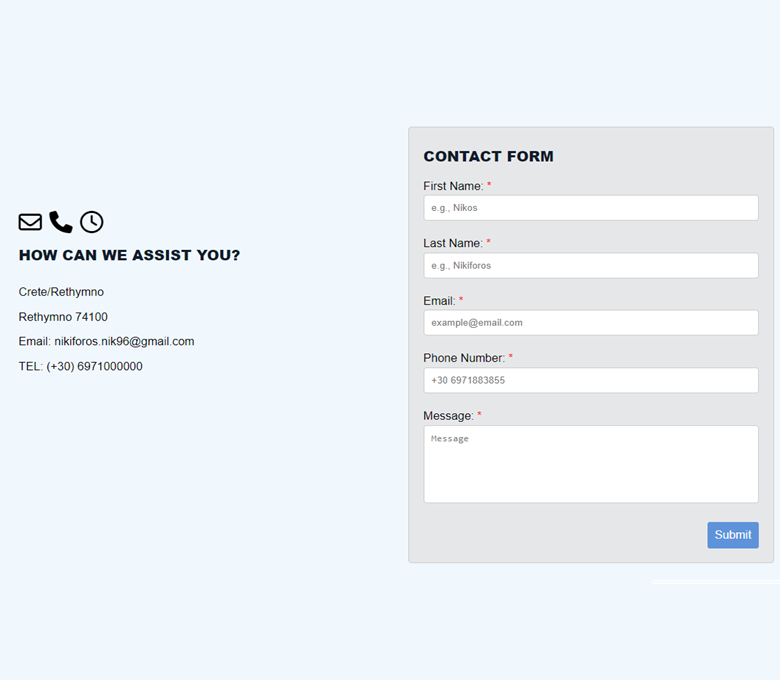 HOW CAN WE ASSIST YOU?
Crete/Rethymno
Rethymno 74100
Email: nikiforos.nik96@gmail.com
TEL: (+30) 6971000000
CONTACT FORM
First Name: *
e.g., Nikos
Last Name: *
e.g., Nikiforos
Email: *
example@email.com
Phone Number: *
+30 6971883855
Message: *
Message
Submit